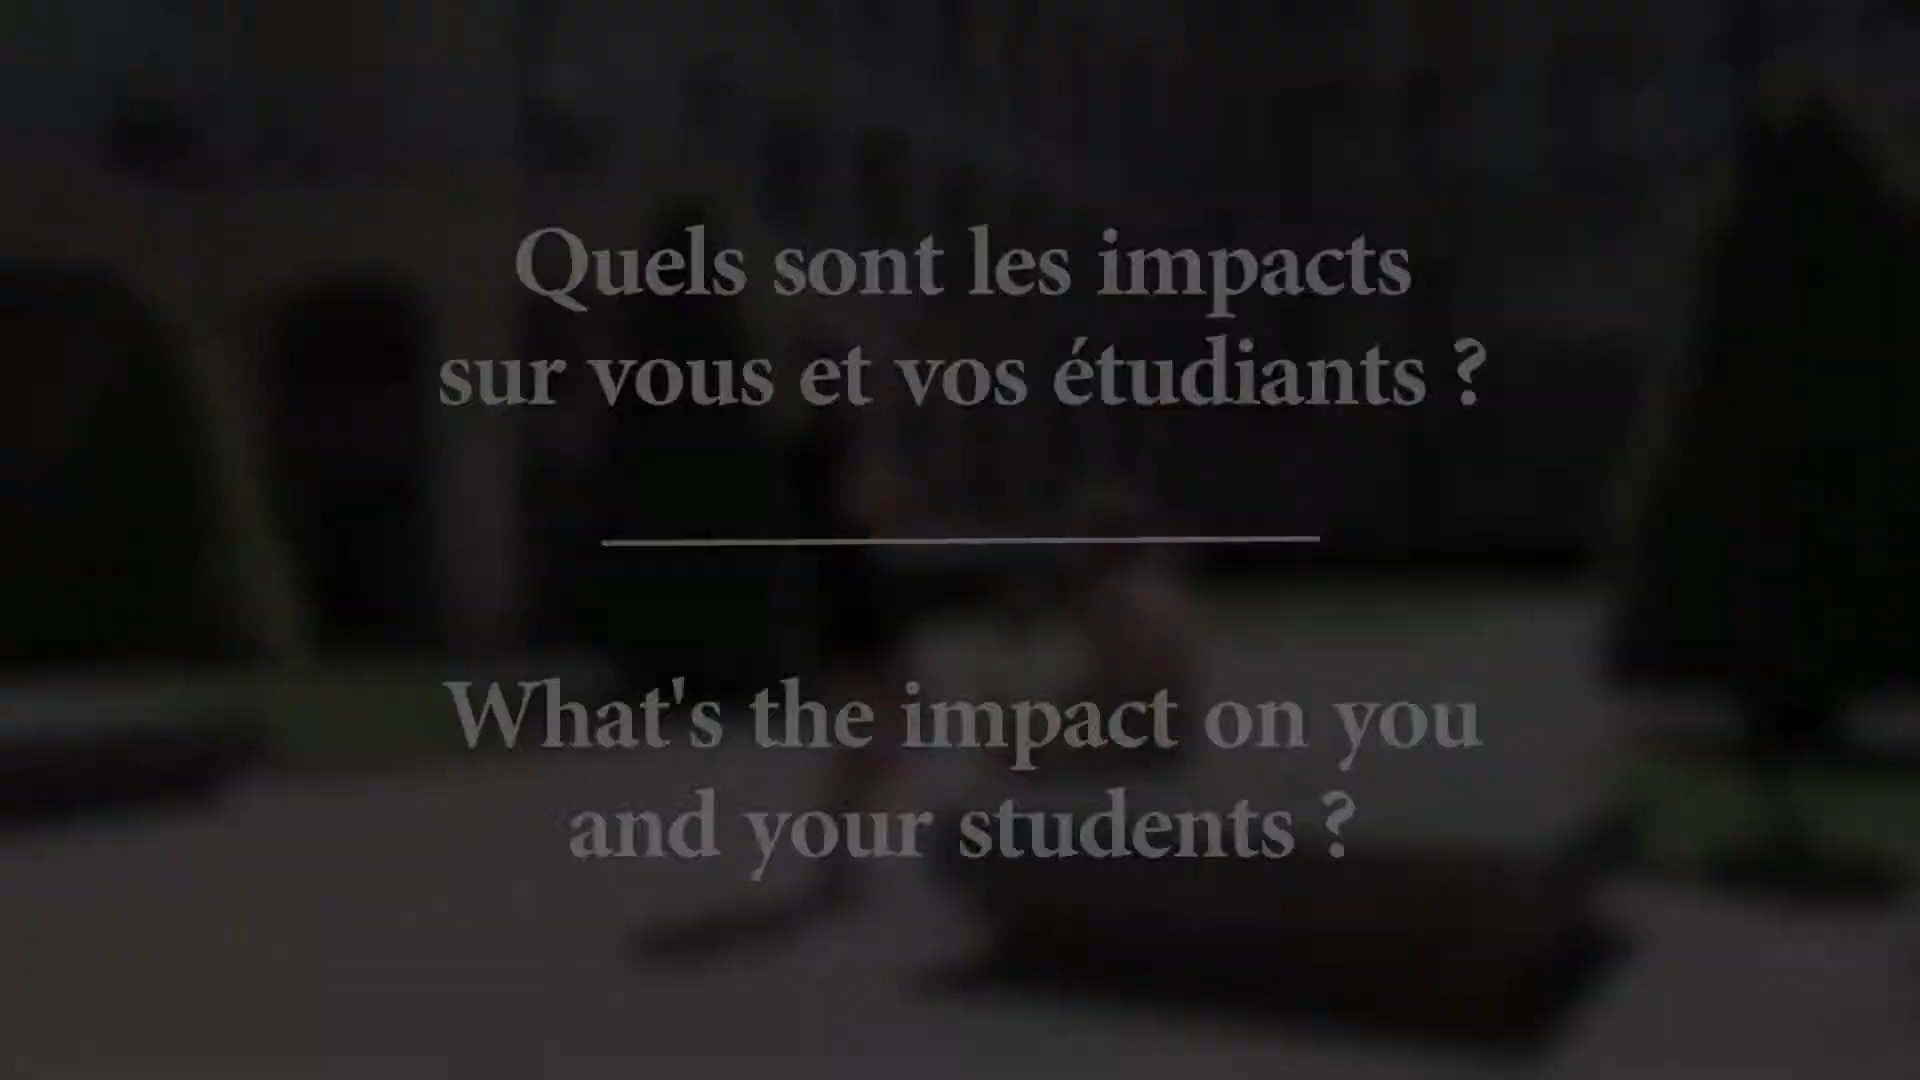 Quels sont les impacts
sur vous et vos étudiants ?
What's the impact on you
and your students ?